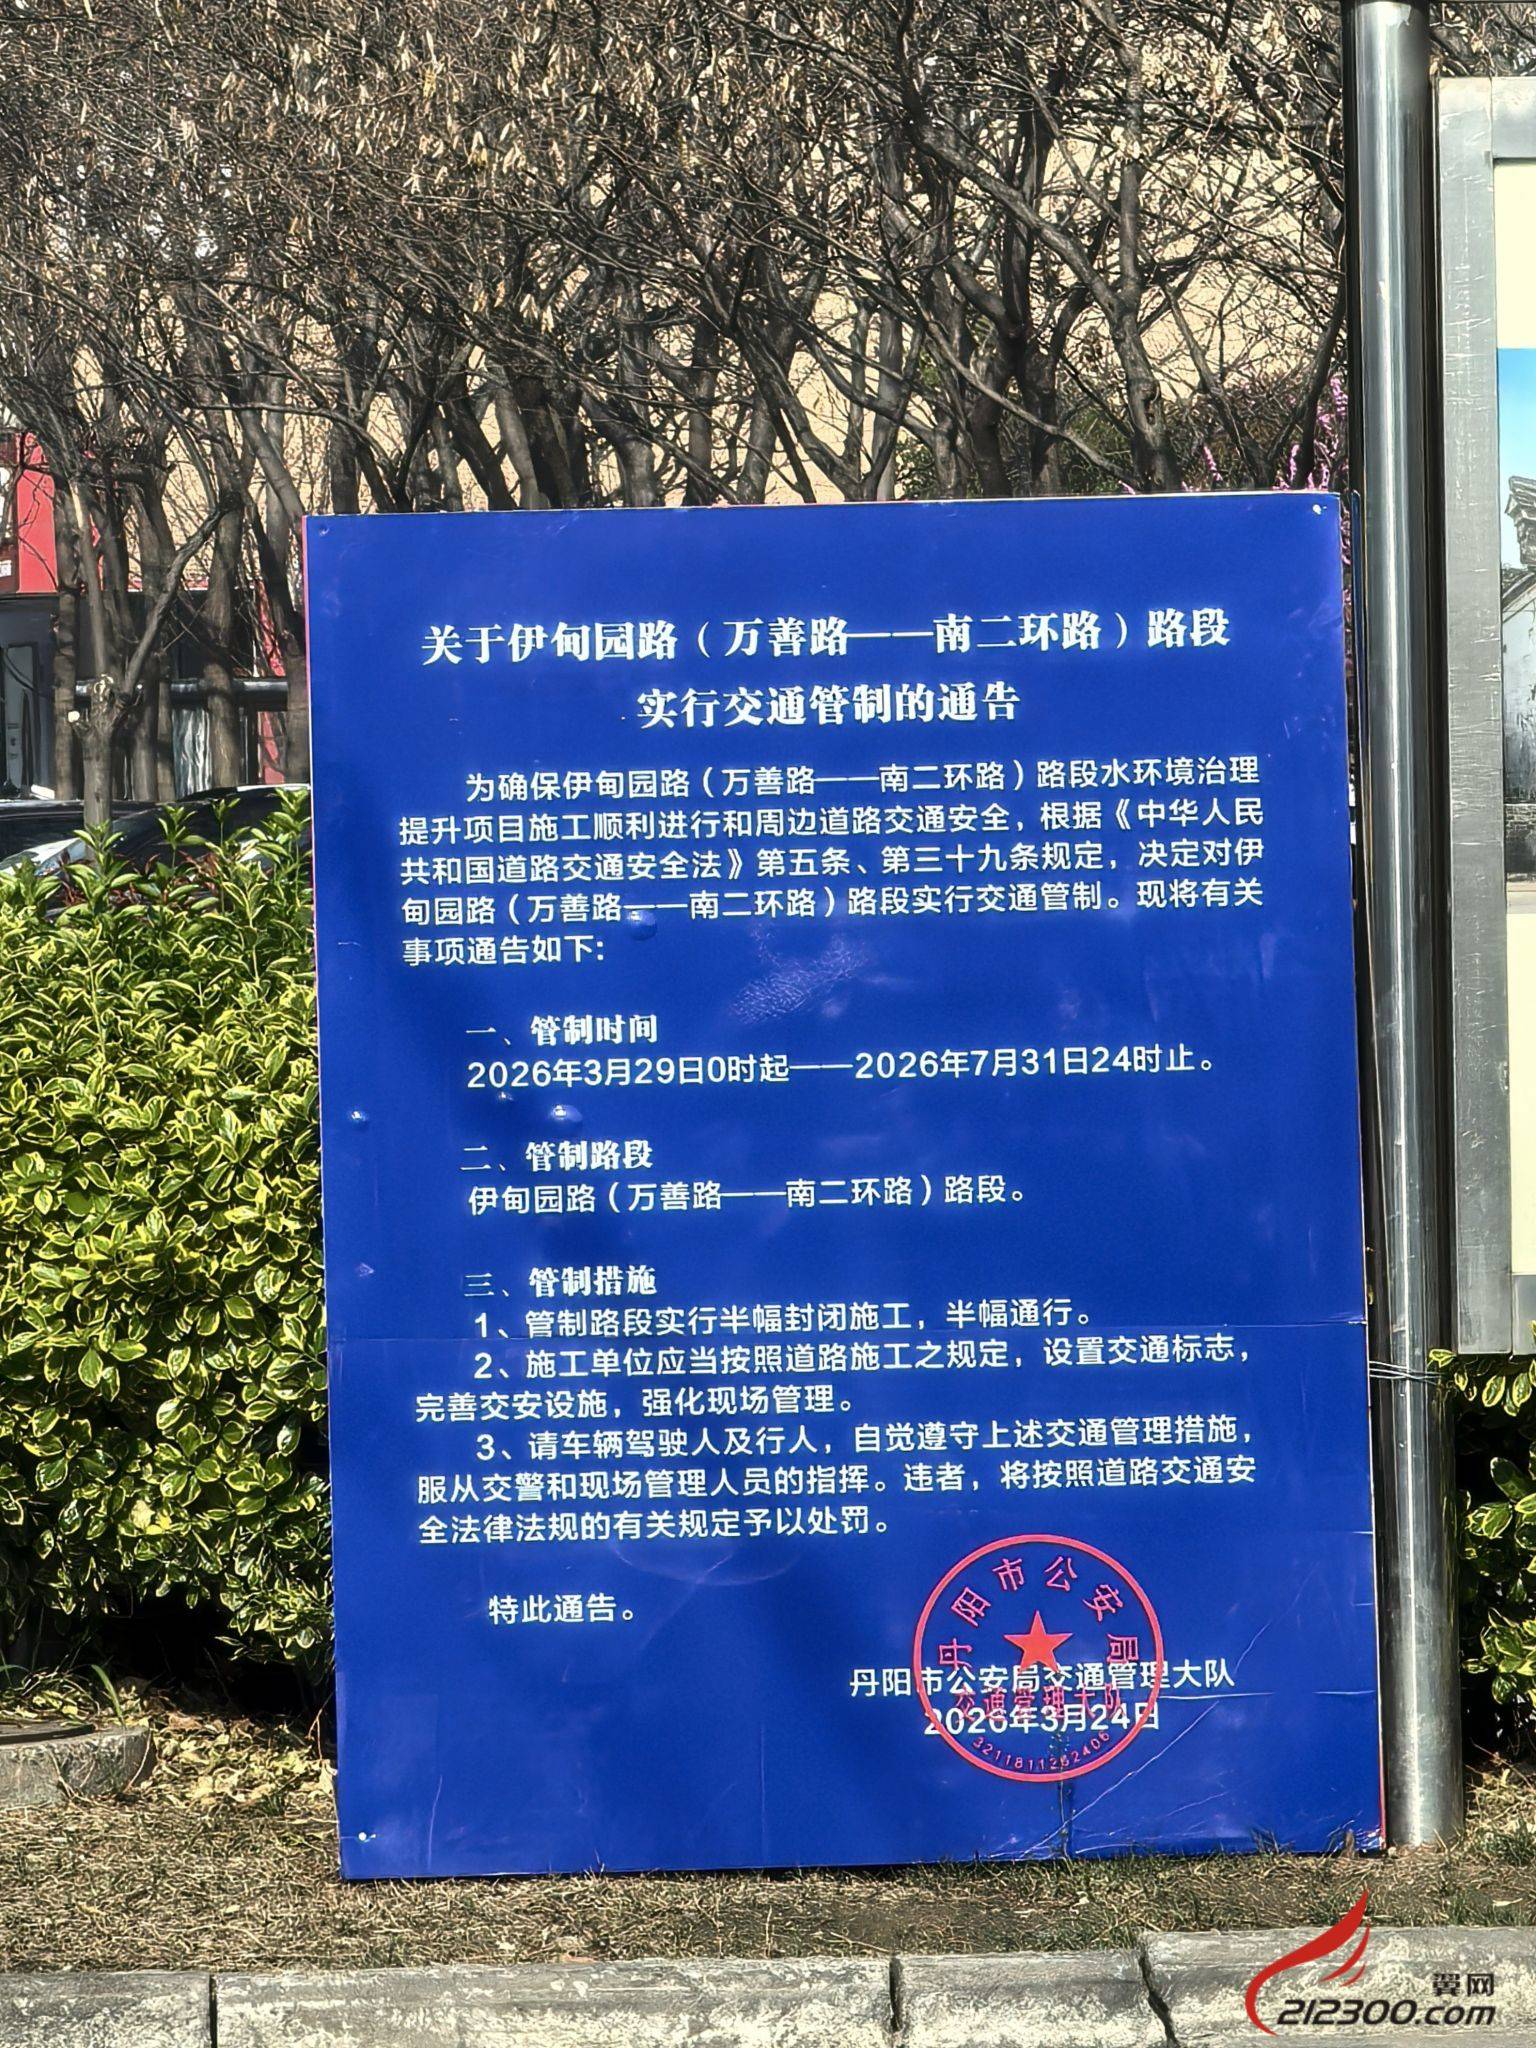 关于伊甸园路（万善路——南二环路）路段
实行交通管制的通告
为确保伊甸园路（万善路——南二环路）路段水环境治理
提升项目施工顺利进行和周边道路交通安全，根据《中华人民
共和国道路交通安全法》第五条、第三十九条规定，决定对伊
甸园路（万善路——南二环路）路段实行交通管制。现将有关
事项通告如下：
一、管制时间
2026年3月29日0时起——2026年7月31日24时止。
二、管制路段
伊甸园路（万善路——南二环路）路段。
三、管制措施
1、管制路段实行半幅封闭施工，半幅通行。
2、施工单位应当按照道路施工之规定，设置交通标志，
完善交安设施，强化现场管理。
3、请车辆驾驶人及行人，自觉遵守上述交通管理措施，
服从交警和现场管理人员的指挥。违者，将按照道路交通安
全法律法规的有关规定予以处罚。
特此通告。
丹阳市公安局
丹阳市公安局交通管理大队
交通管理大队
2026年3月24日
翼网
212300.com